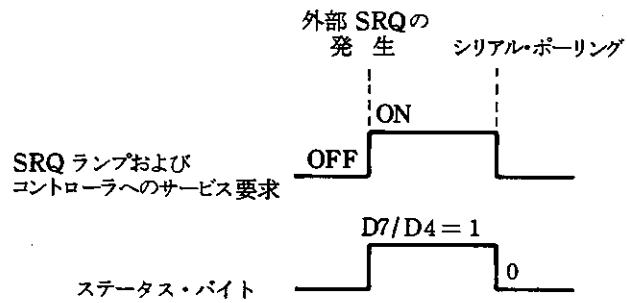 外部 SRQの
発 生
シリアル・ポーリング
ON
OFF
SRQ ランプおよび
コントローラへのサービス要求
D7/D4 = 1
0
ステータス・バイト